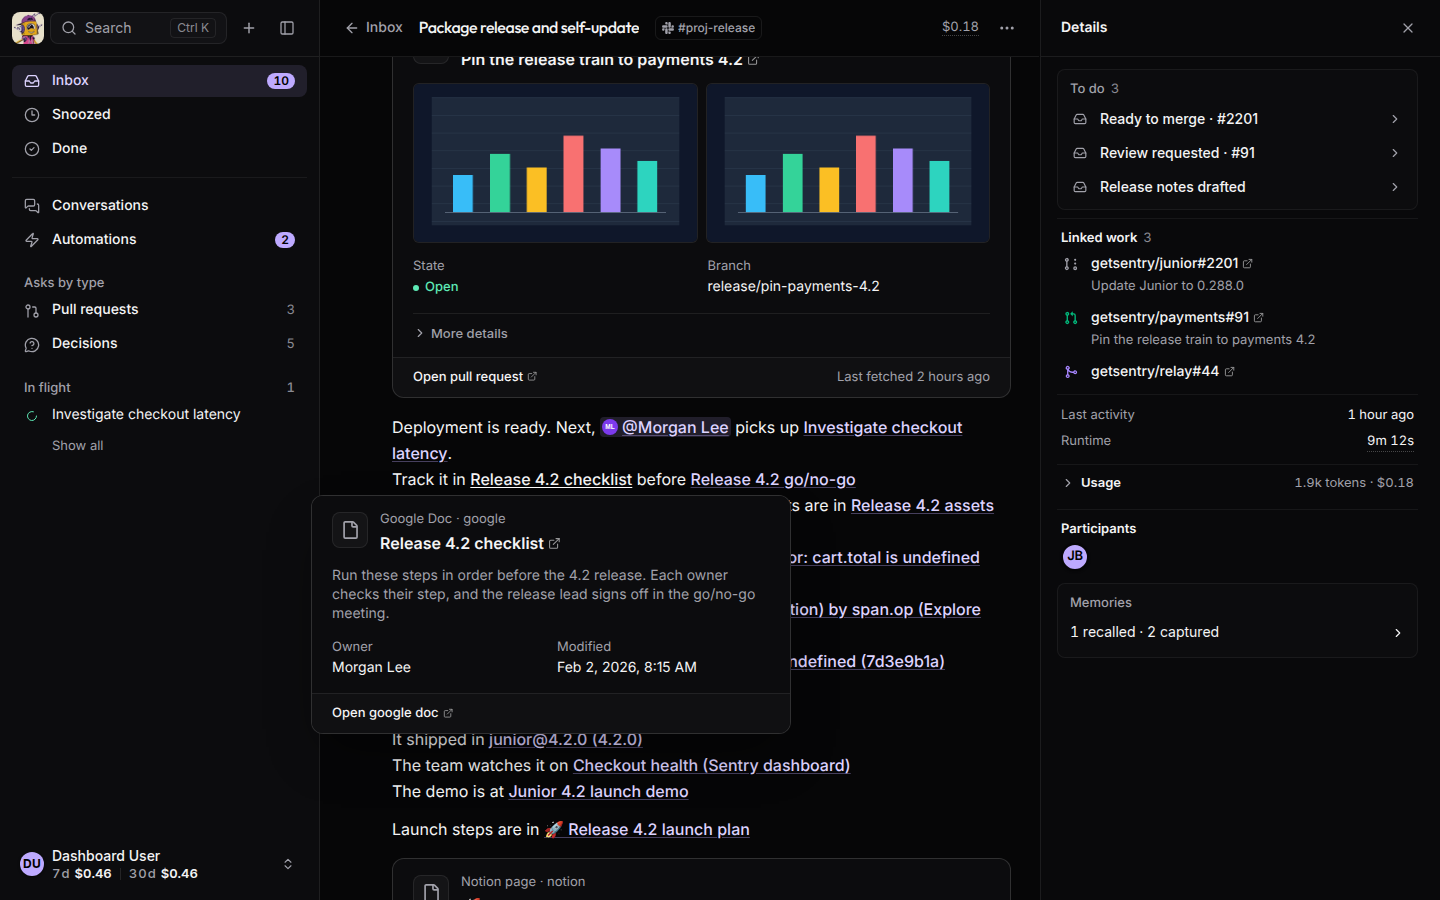 Search
Ctrl K
Inbox
10
Snoozed
Done
Conversations
Automations
2
Asks by type
Pull requests
3
Decisions
5
In flight
1
Investigate checkout latency
Show all
DU
Dashboard User
7d $0.46 30d $0.46
Inbox
Package release and self-update
#proj-release
$0.18
Pin the release train to payments 4.2
State
Branch
Open
release/pin-payments-4.2
More details
Open pull request
Last fetched 2 hours ago
Deployment is ready. Next, ML @Morgan Lee picks up Investigate checkout
latency.
Track it in Release 4.2 checklist before Release 4.2 go/no-go
s are in Release 4.2 assets
or: cart.total is undefined
tion) by span.op (Explore
ndefined (7d3e9b1a)
Google Doc · google
Release 4.2 checklist
Run these steps in order before the 4.2 release. Each owner
checks their step, and the release lead signs off in the go/no-go
meeting.
Owner
Modified
Morgan Lee
Feb 2, 2026, 8:15 AM
Open google doc
It shipped in junior@4.2.0 (4.2.0)
The team watches it on Checkout health (Sentry dashboard)
The demo is at Junior 4.2 launch demo
Launch steps are in 🚀 Release 4.2 launch plan
Notion page · notion
Details
To do 3
Ready to merge · #2201
Review requested · #91
Release notes drafted
Linked work 3
getsentry/junior#2201
Update Junior to 0.288.0
getsentry/payments#91
Pin the release train to payments 4.2
getsentry/relay#44
Last activity
1 hour ago
Runtime
9m 12s
Usage
1.9k tokens · $0.18
Participants
JB
Memories
1 recalled · 2 captured